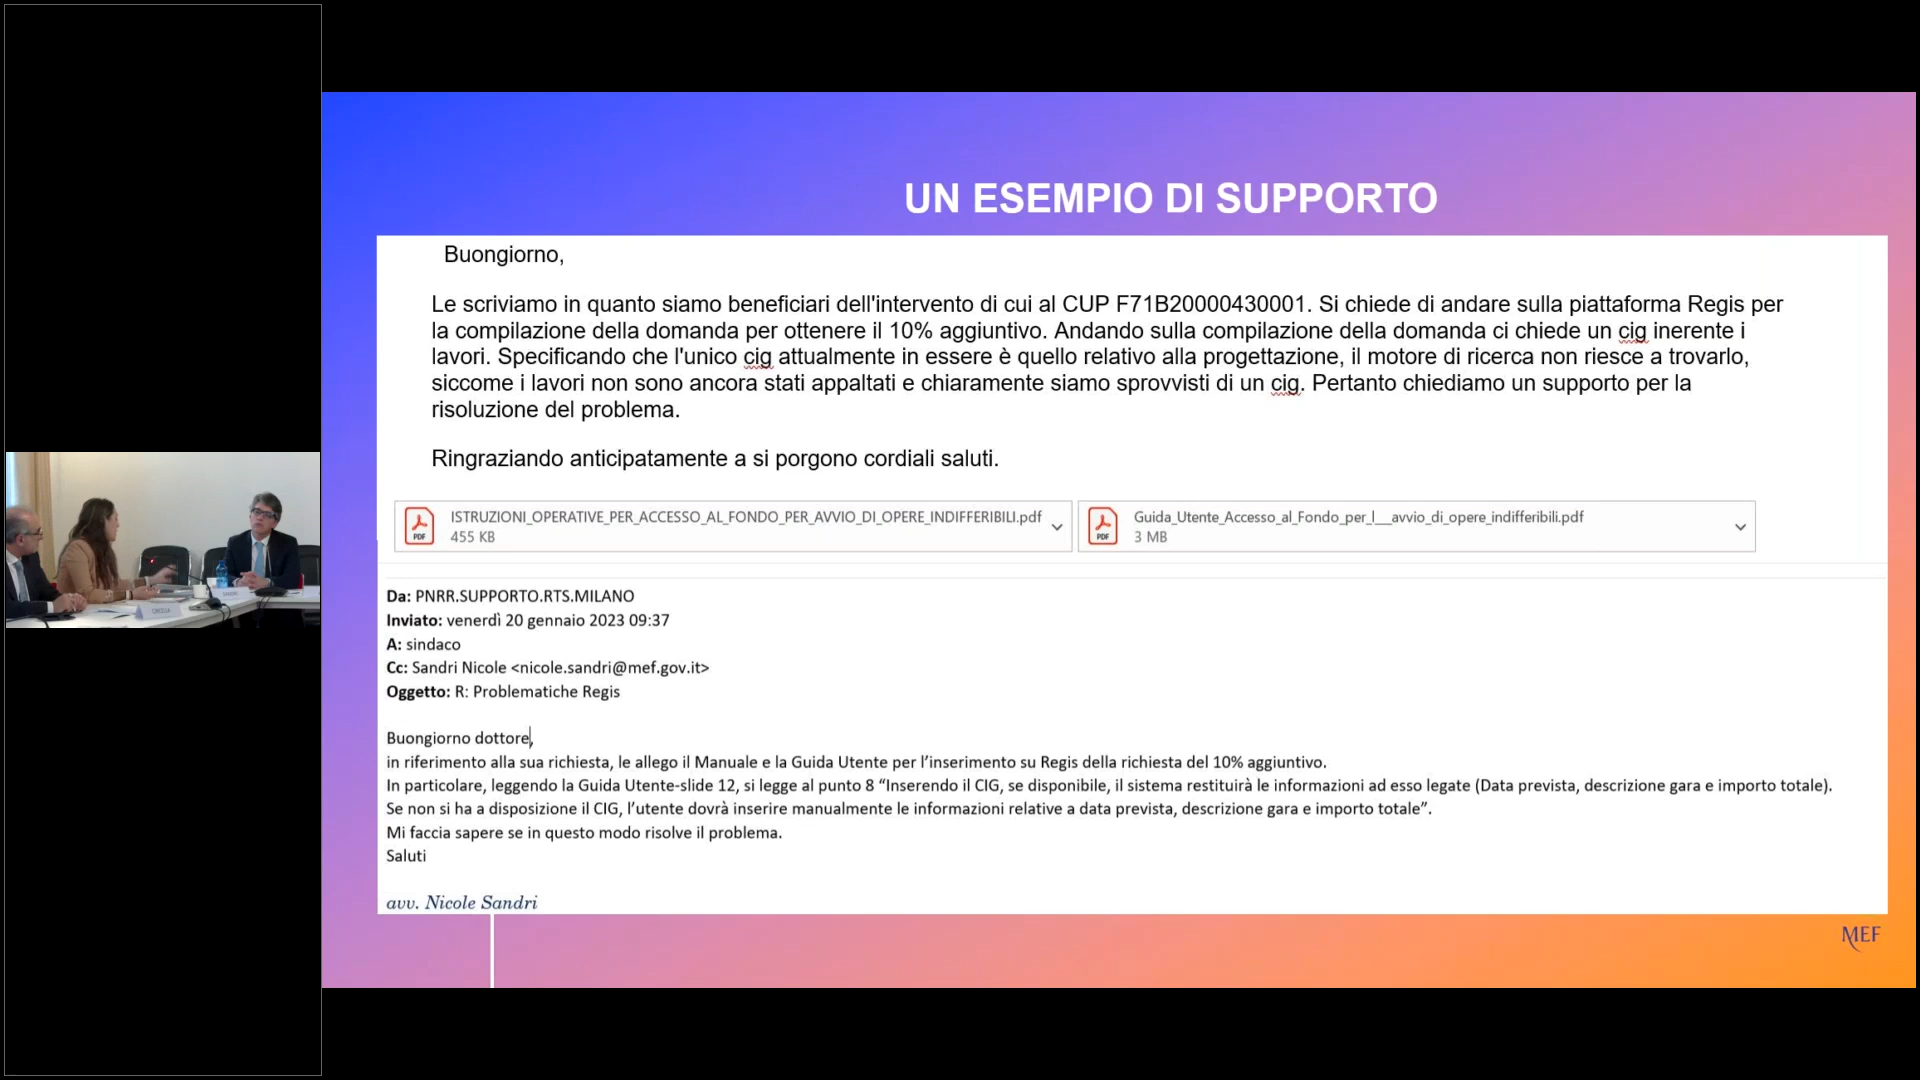 UN ESEMPIO DI SUPPORTO
Buongiorno,
Le scriviamo in quanto siamo beneficiari dell'intervento di cui al CUP F71B20000430001. Si chiede di andare sulla piattaforma Regis per
la compilazione della domanda per ottenere il 10% aggiuntivo. Andando sulla compilazione della domanda ci chiede un cig inerente i
lavori. Specificando che l'unico cig attualmente in essere è quello relativo alla progettazione, il motore di ricerca non riesce a trovarlo,
siccome i lavori non sono ancora stati appaltati e chiaramente siamo sprovvisti di un cig. Pertanto chiediamo un supporto per la
risoluzione del problema.
Ringraziando anticipatamente a si porgono cordiali saluti.
PDF
ISTRUZIONI_OPERATIVE_PER_ACCESSO_AL_FONDO_PER_AVVIO_DI_OPERE_INDIFFERIBILI.pdf
455 KB
PDF
Guida_Utente_Accesso_al_Fondo_per_l__avvio_di_opere_indifferibili.pdf
3 MB
Da: PNRR.SUPPORTO.RTS.MILANO
Inviato: venerdì 20 gennaio 2023 09:37
A: sindaco
Cc: Sandri Nicole <nicole.sandri@mef.gov.it>
Oggetto: R: Problematiche Regis
Buongiorno dottore,
in riferimento alla sua richiesta, le allego il Manuale e la Guida Utente per l'inserimento su Regis della richiesta del 10% aggiuntivo.
In particolare, leggendo la Guida Utente-slide 12, si legge al punto 8 “Inserendo il CIG, se disponibile, il sistema restituirà le informazioni ad esso legate (Data prevista, descrizione gara e importo totale).
Se non si ha a disposizione il CIG, l'utente dovrà inserire manualmente le informazioni relative a data prevista, descrizione gara e importo totale”.
Mi faccia sapere se in questo modo risolve il problema.
Saluti
avv. Nicole Sandri
MEF